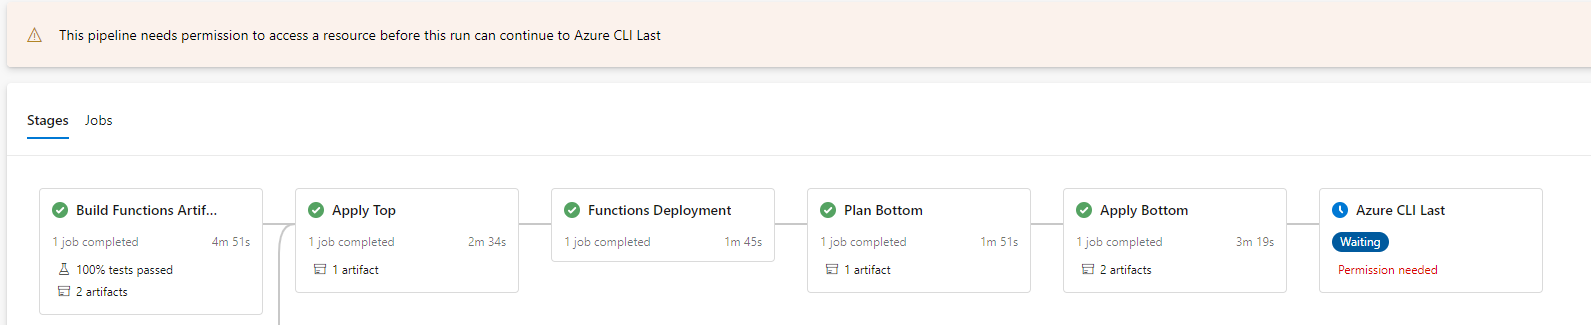 This pipeline needs permission to access a resource before this run can continue to Azure CLI Last
Stages
Jobs
Build Functions Artif...
1 job completed
4m 51s
100% tests passed
2 artifacts
Apply Top
1 job completed
2m 34s
1 artifact
Functions Deployment
1 job completed
1m 45s
Plan Bottom
1 job completed
1m 51s
1 artifact
Apply Bottom
1 job completed
3m 19s
2 artifacts
Azure CLI Last
Waiting
Permission needed